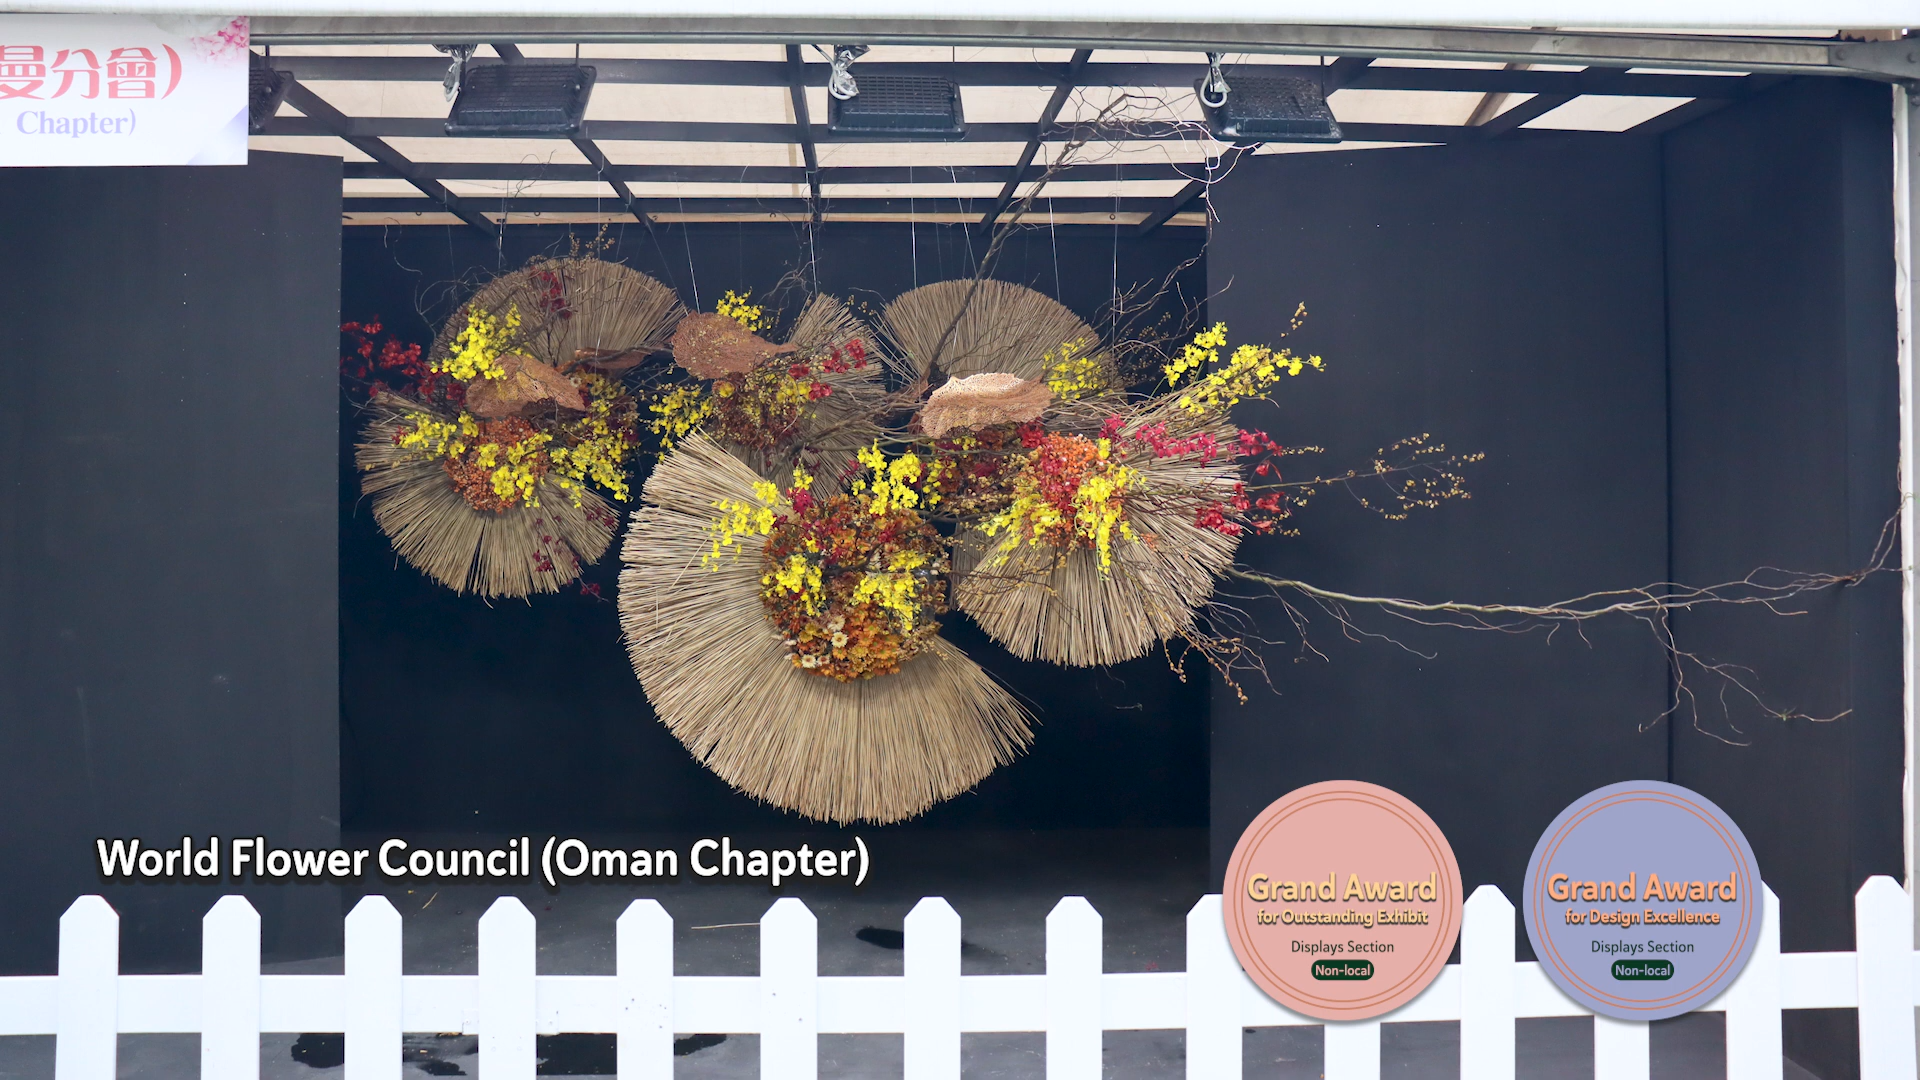 曼分會)
Chapter)
World Flower Council (Oman Chapter)
Grand Award
for Outstanding Exhibit
Displays Section
Non-local
Grand Award
for Design Excellence
Displays Section
Non-local